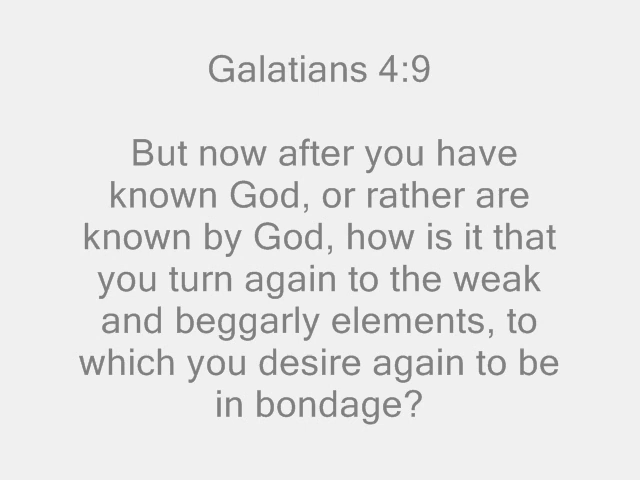 Galatians 4:9
But now after you have
known God, or rather are
known by God, how is it that
you turn again to the weak
and beggarly elements, to
which you desire again to be
in bondage?